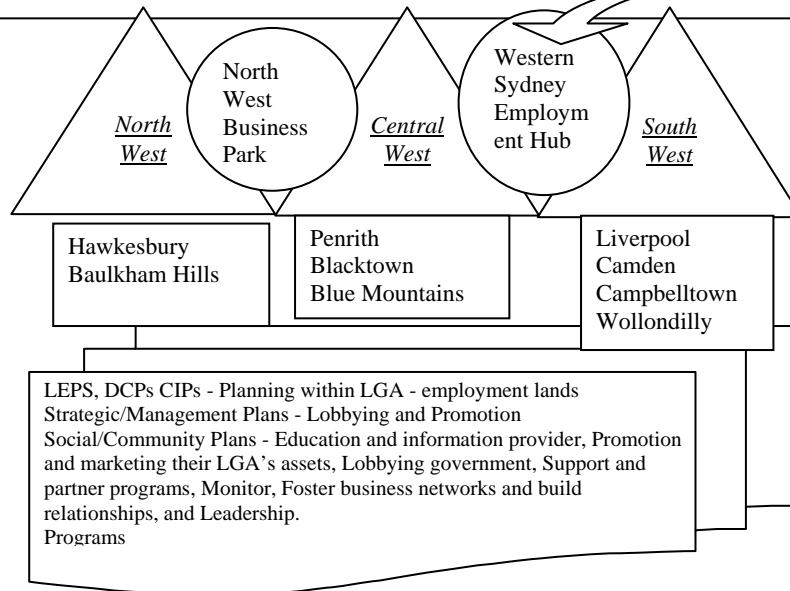 North
West
North
West
Business
Park
Central
West
Western
Sydney
Employm
ent Hub
South
West
Hawkesbury
Baulkham Hills
Penrith
Blacktown
Blue Mountains
Liverpool
Camden
Campbelltown
Wollondilly
LEPS, DCPs CIPs - Planning within LGA - employment lands
Strategic/Management Plans - Lobbying and Promotion
Social/Community Plans - Education and information provider, Promotion
and marketing their LGA's assets, Lobbying government, Support and
partner programs, Monitor, Foster business networks and build
relationships, and Leadership.
Programs